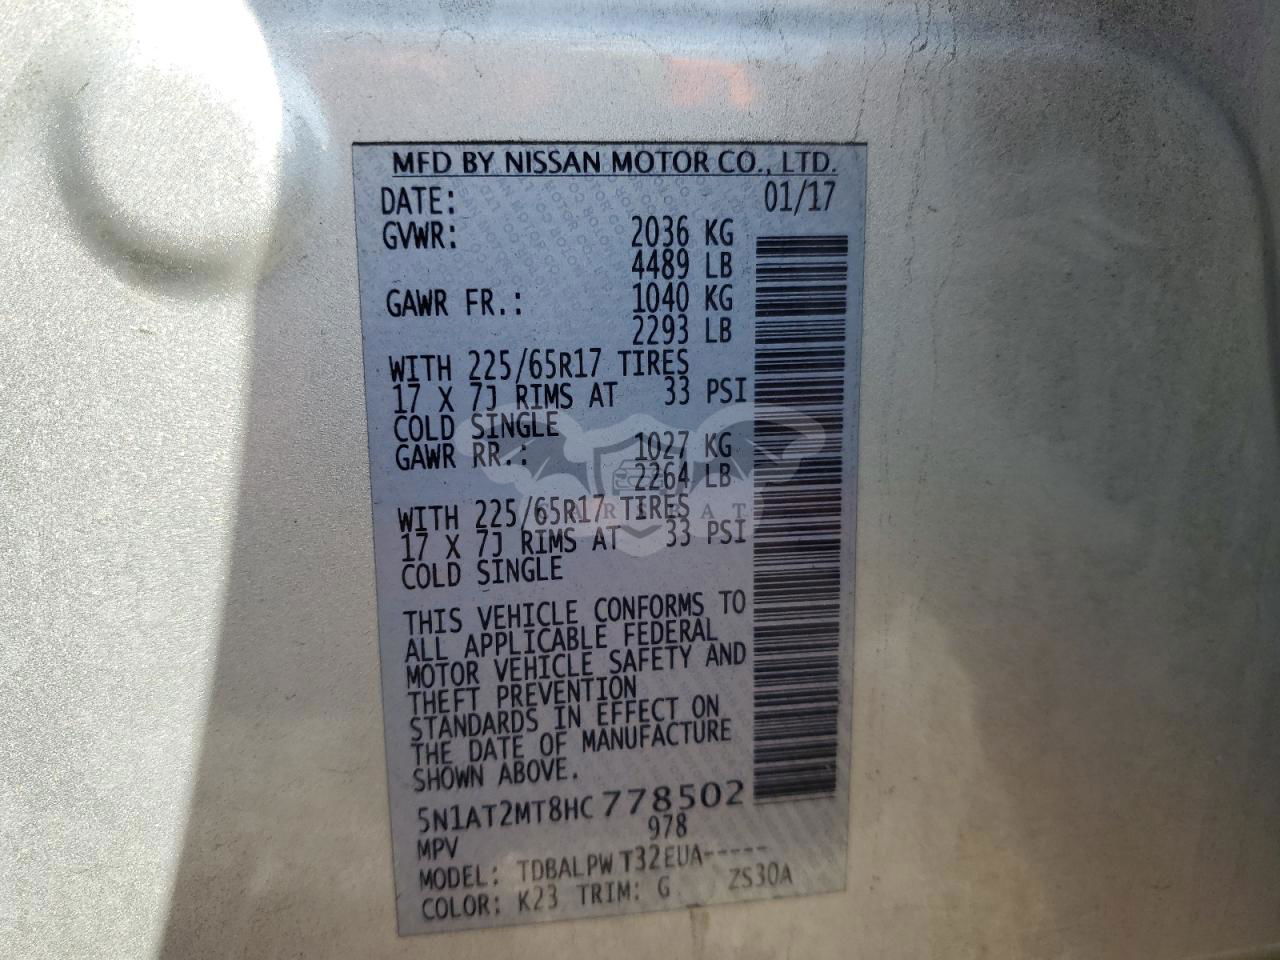 MFD BY NISSAN MOTOR CO., LTD.
DATE: 01/17
GVWR: 2036 KG
4489 LB
GAWR FR.: 1040 KG
2293 LB
WITH 225/65R17 TIRES
17 X 7J RIMS AT 33 PSI
COLD SINGLE
GAWR RR.: 1027 KG
2264 LB
WITH 225/65R17 TIRES
17 X 7J RIMS AT 33 PSI
COLD SINGLE
THIS VEHICLE CONFORMS TO
ALL APPLICABLE FEDERAL
MOTOR VEHICLE SAFETY AND
THEFT PREVENTION
STANDARDS IN EFFECT ON
THE DATE OF MANUFACTURE
SHOWN ABOVE.
5N1AT2MT8HC778502
MPV 978
MODEL: TDBALPW T32EUA-----
COLOR: K23 TRIM: G ZS30A